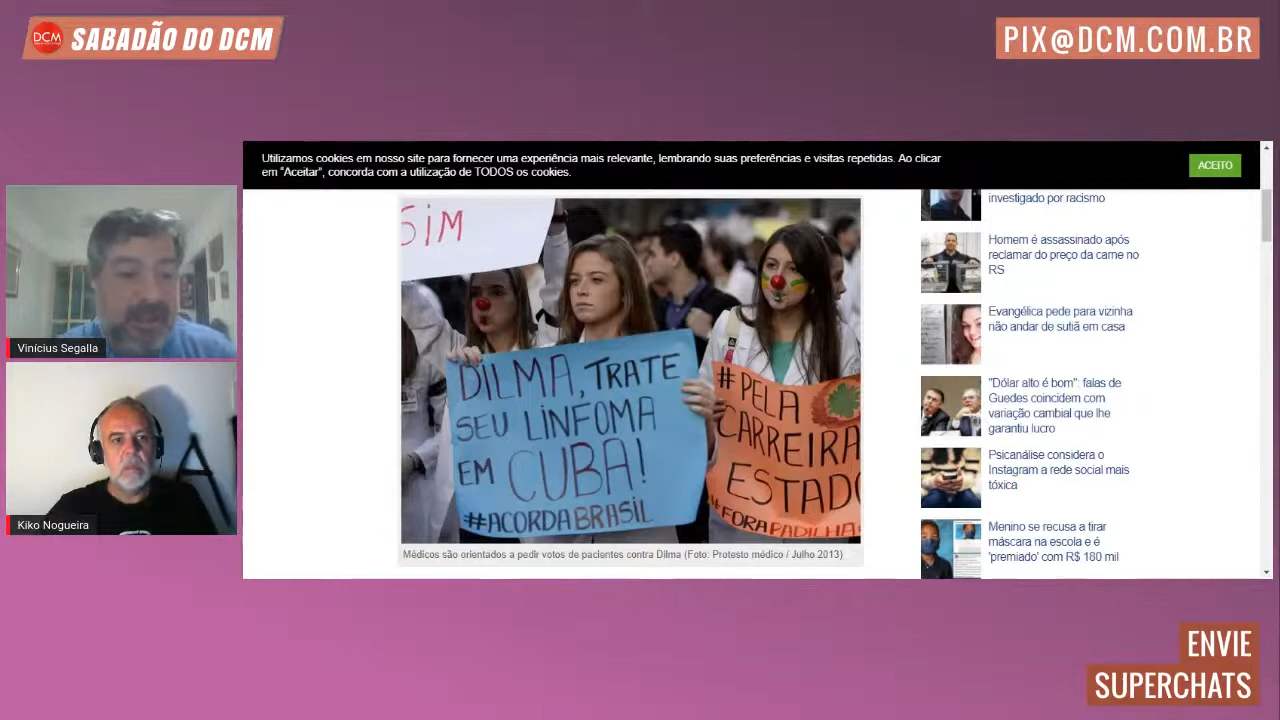 DCM
SABADÃO DO DCM
PIX@DCM.COM.BR
Utilizamos cookies em nosso site para fornecer uma experiência mais relevante, lembrando suas preferências e visitas repetidas. Ao clicar
em “Aceitar”, concorda com a utilização de TODOS os cookies.
ACEITO
SIM
DILMA, TRATE
SEU LINFOMA
EM CUBA!
#ACORDABRASIL
#PELA
CARREIRA
ESTADO
#FORAPADILHA
Médicos são orientados a pedir votos de pacientes contra Dilma (Foto: Protesto médico / Julho 2013)
investigado por racismo
Homem é assassinado após
reclamar do preço da carne no
RS
Evangélica pede para vizinha
não andar de sutiã em casa
"Dólar alto é bom": falas de
Guedes coincidem com
variação cambial que lhe
garantiu lucro
Psicanálise considera o
Instagram a rede social mais
tóxica
Menino se recusa a tirar
máscara na escola e é
'premiado' com R$ 180 mil
Vinícius Segalla
Kiko Nogueira
ENVIE
SUPERCHATS